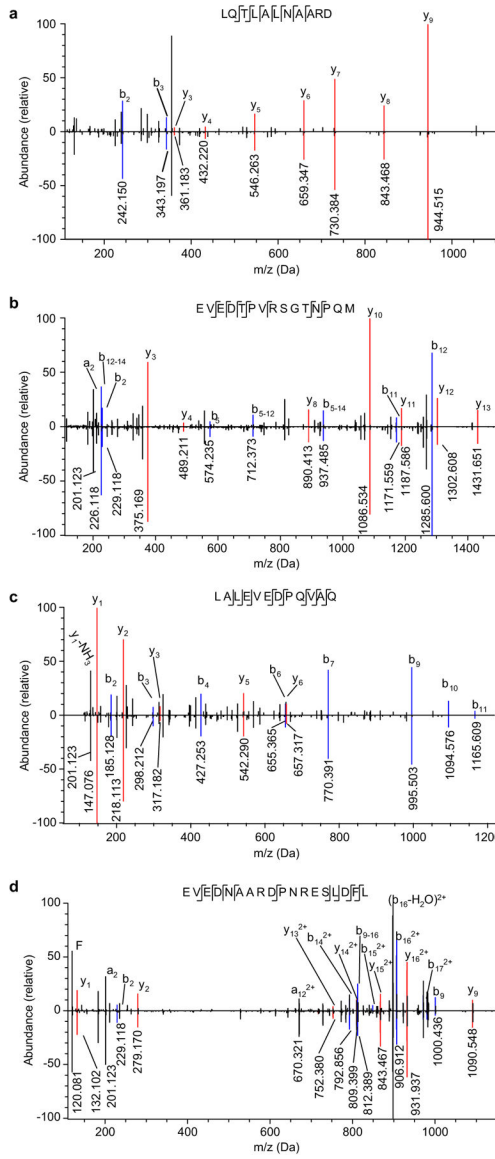 a
LQTLALNAARD
Abundance (relative)
100
50
0
50
-100
b2
b3
y3
y4
y5
y6
y7
y8
y9
242.150
343.197
361.183
432.220
546.263
659.347
730.384
843.468
944.515
200
400
600
800
1000
m/z (Da)
b
EVEDTPVRSGTNPQM
Abundance (relative)
100
50
0
-50
-100
a2
b12-14
b2
y3
y4
b5
b5-12
y8
b5-14
y10
b11
y11
b12
y12
y13
201.123
226.118
229.118
375.169
489.211
574.235
712.373
890.413
937.485
1086.534
1171.559
1187.586
1285.600
1302.608
1431.651
200
400
600
800
1000
1200
1400
m/z (Da)
c
LALEVEDPQVAQ
Abundance (relative)
100
50
0
-50
-100
y1-NH3
y1
b2
y2
b3
y3
b4
y5
b6
y6
b7
b9
b10
b11
201.123
147.076
185.128
218.113
298.212
317.182
427.253
542.290
655.365
657.317
770.391
995.503
1094.576
1165.609
200
400
600
800
1000
1200
m/z (Da)
d
EVEDNAARDPNRESLDFL
Abundance (relative)
100
50
0
-50
-100
F
y1
a2
b2
y2
a12 2+
y13 2+
b14 2+
y14 2+
b9-16
b15 2+
y15 2+
(b16-H2O)2+
b16 2+
y16 2+
b17 2+
b9
y9
120.081
132.102
201.123
229.118
279.170
670.321
752.380
792.856
809.399
812.389
843.467
906.912
931.937
1000.436
1090.548
200
400
600
800
1000
m/z (Da)